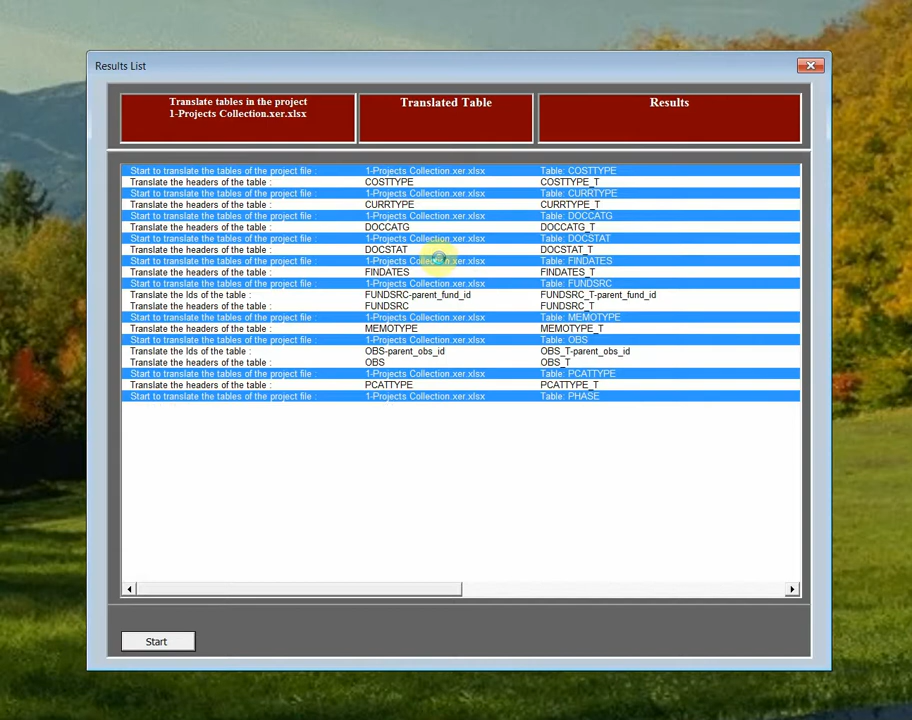 Results List
Translate tables in the project
1-Projects Collection.xer.xlsx
Translated Table
Results
Start to translate the tables of the project file : 1-Projects Collection.xer.xlsx Table: COSTTYPE
Translate the headers of the table : COSTTYPE COSTTYPE_T
Start to translate the tables of the project file : 1-Projects Collection.xer.xlsx Table: CURRTYPE
Translate the headers of the table : CURRTYPE CURRTYPE_T
Start to translate the tables of the project file : 1-Projects Collection.xer.xlsx Table: DOCCATG
Translate the headers of the table : DOCCATG DOCCATG_T
Start to translate the tables of the project file : 1-Projects Collection.xer.xlsx Table: DOCSTAT
Translate the headers of the table : DOCSTAT DOCSTAT_T
Start to translate the tables of the project file : 1-Projects Collection.xer.xlsx Table: FINDATES
Translate the headers of the table : FINDATES FINDATES_T
Start to translate the tables of the project file : 1-Projects Collection.xer.xlsx Table: FUNDSRC
Translate the Ids of the table : FUNDSRC-parent_fund_id FUNDSRC_T-parent_fund_id
Translate the headers of the table : FUNDSRC FUNDSRC_T
Start to translate the tables of the project file : 1-Projects Collection.xer.xlsx Table: MEMOTYPE
Translate the headers of the table : MEMOTYPE MEMOTYPE_T
Start to translate the tables of the project file : 1-Projects Collection.xer.xlsx Table: OBS
Translate the Ids of the table : OBS-parent_obs_id OBS_T-parent_obs_id
Translate the headers of the table : OBS OBS_T
Start to translate the tables of the project file : 1-Projects Collection.xer.xlsx Table: PCATTYPE
Translate the headers of the table : PCATTYPE PCATTYPE_T
Start to translate the tables of the project file : 1-Projects Collection.xer.xlsx Table: PHASE
Start